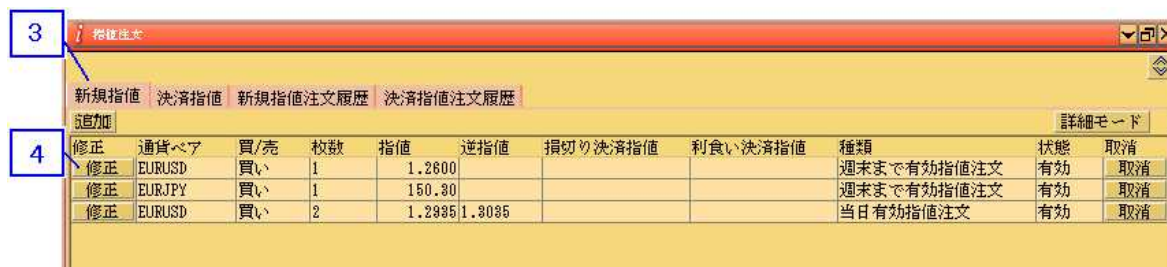 3
指値注文
新規指値 決済指値 新規指値注文履歴 決済指値注文履歴
追加 詳細モード
4
修正 通貨ペア 買/売 枚数 指値 逆指値 損切り決済指値 利食い決済指値 種類 状態 取消
修正 EURUSD 買い 1 1.2600 週末まで有効指値注文 有効 取消
修正 EURJPY 買い 1 150.30 週末まで有効指値注文 有効 取消
修正 EURUSD 買い 2 1.2935 1.3035 当日有効指値注文 有効 取消